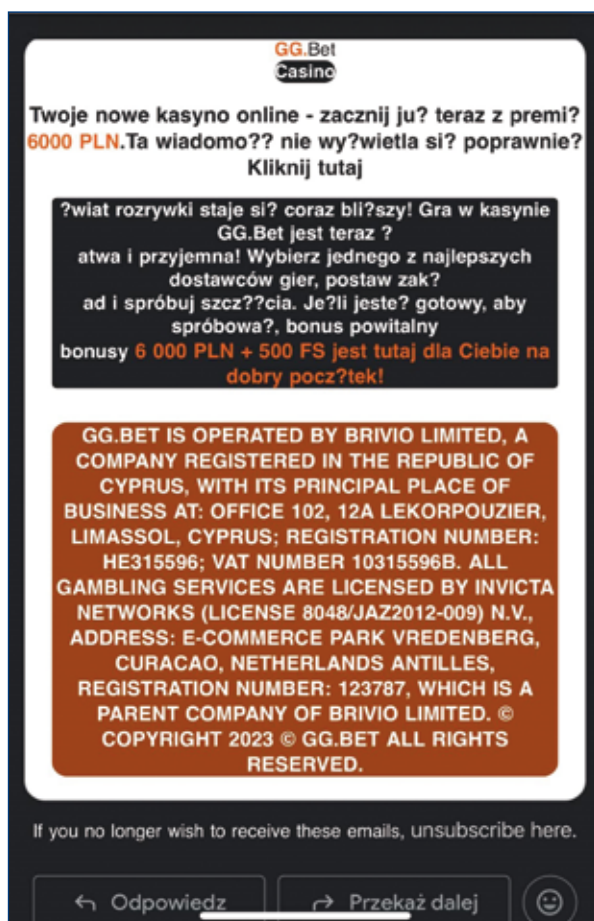 GG.Bet
Casino
Twoje nowe kasyno online - zacznij ju? teraz z premi?
6000 PLN.Ta wiadomo?? nie wy?wietla si? poprawnie?
Kliknij tutaj
?wiat rozrywki staje si? coraz bli?szy! Gra w kasynie
GG.Bet jest teraz ?
atwa i przyjemna! Wybierz jednego z najlepszych
dostawców gier, postaw zak?
ad i spróbuj szcz??cia. Je?li jeste? gotowy, aby
spróbowa?, bonus powitalny
bonusy 6 000 PLN + 500 FS jest tutaj dla Ciebie na
dobry pocz?tek!
GG.BET IS OPERATED BY BRIVIO LIMITED, A
COMPANY REGISTERED IN THE REPUBLIC OF
CYPRUS, WITH ITS PRINCIPAL PLACE OF
BUSINESS AT: OFFICE 102, 12A LEKORPOUZIER,
LIMASSOL, CYPRUS; REGISTRATION NUMBER:
HE315596; VAT NUMBER 10315596B. ALL
GAMBLING SERVICES ARE LICENSED BY INVICTA
NETWORKS (LICENSE 8048/JAZ2012-009) N.V.,
ADDRESS: E-COMMERCE PARK VREDENBERG,
CURACAO, NETHERLANDS ANTILLES,
REGISTRATION NUMBER: 123787, WHICH IS A
PARENT COMPANY OF BRIVIO LIMITED. ©
COPYRIGHT 2023 © GG.BET ALL RIGHTS
RESERVED.
If you no longer wish to receive these emails, unsubscribe here.
Odpowiedz
Przekaż dalej